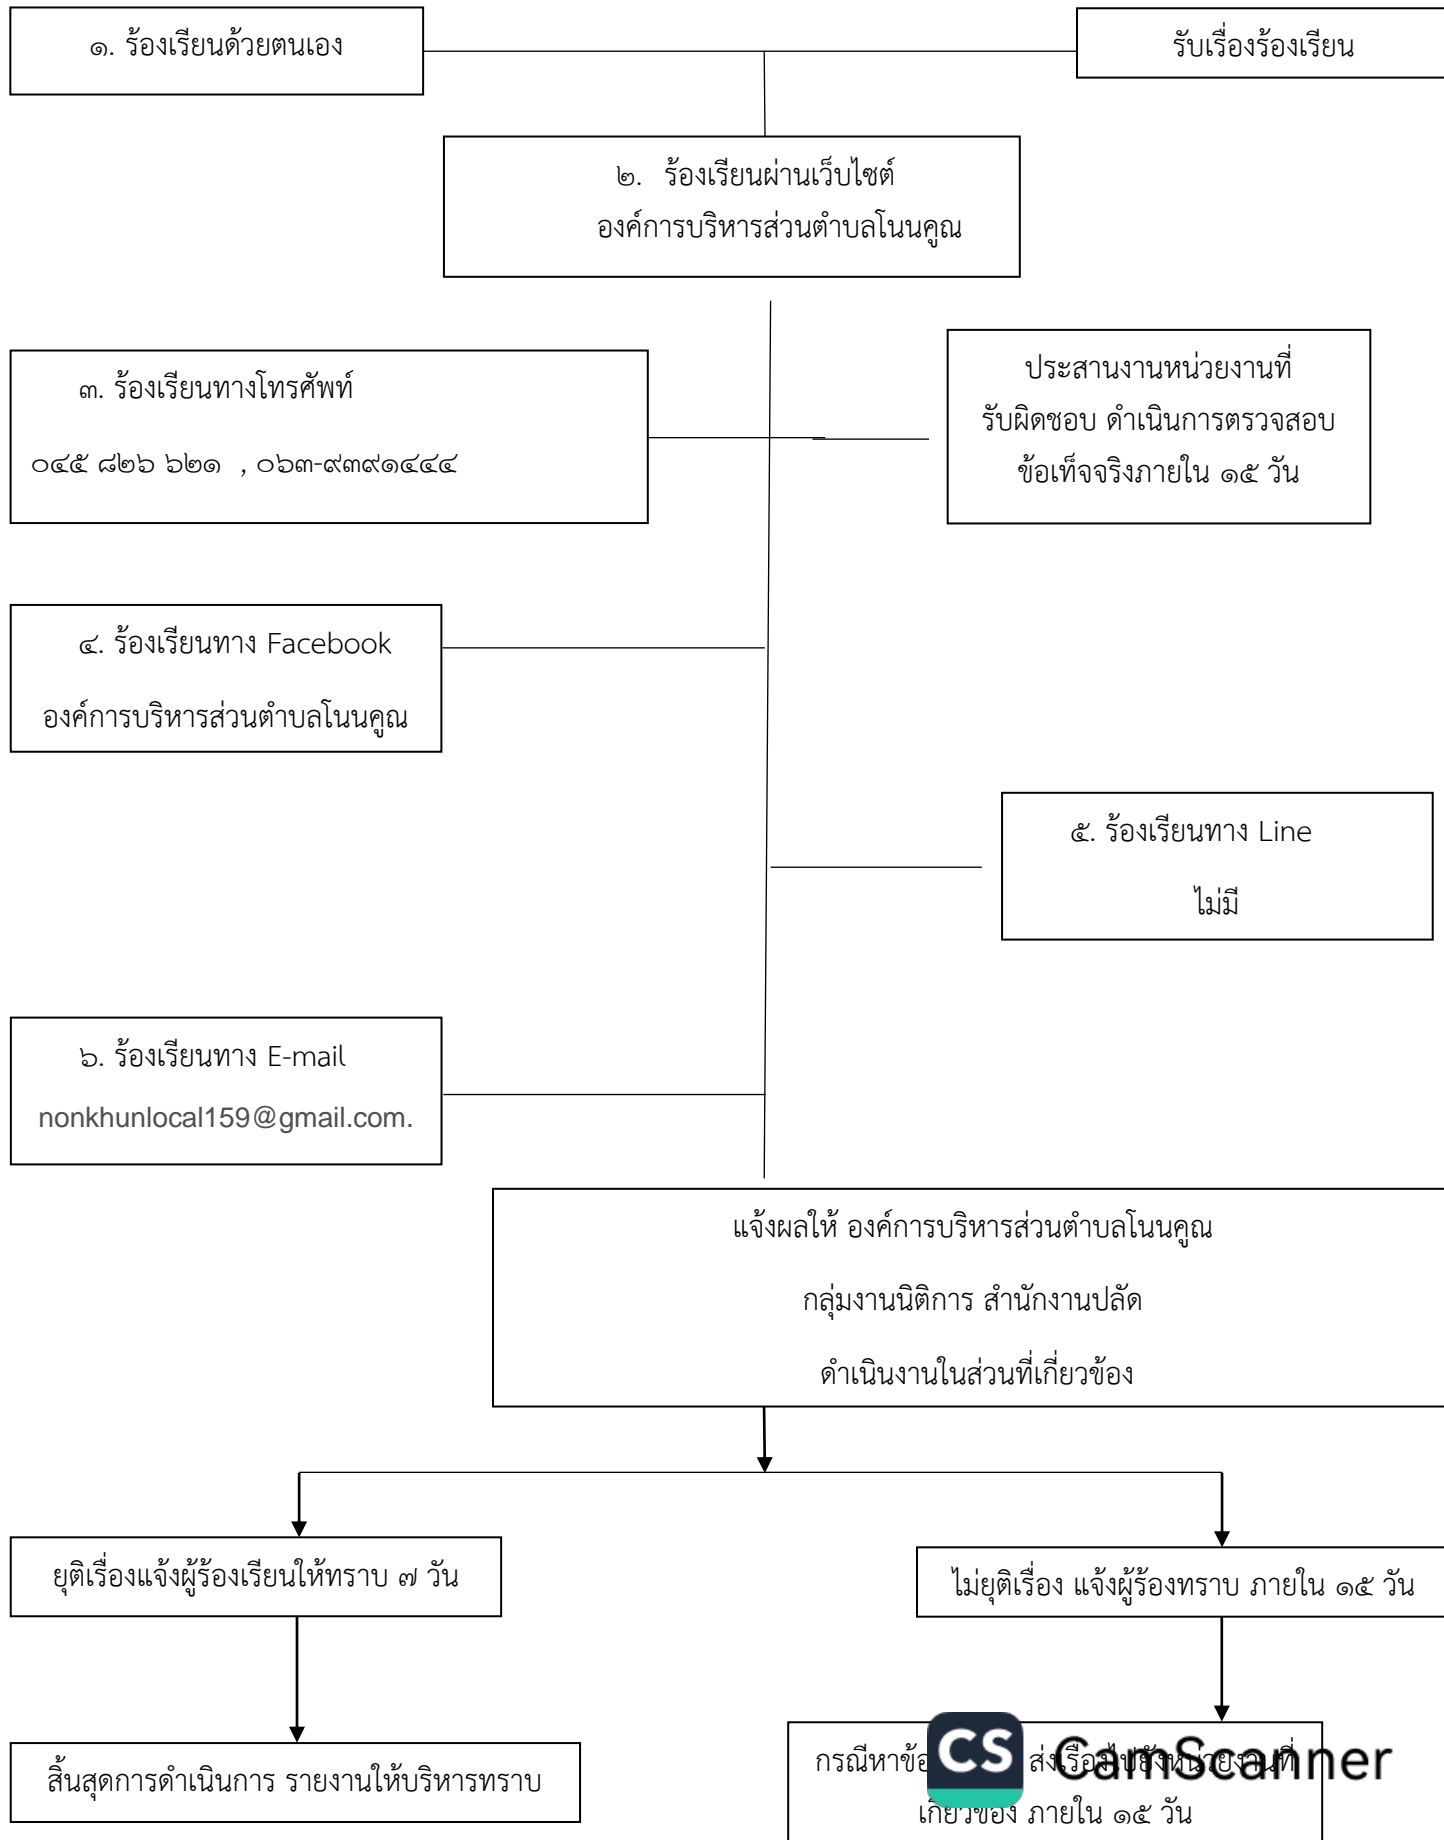 ๑. ร้องเรียนด้วยตนเอง
รับเรื่องร้องเรียน
๒. ร้องเรียนผ่านเว็บไซต์
องค์การบริหารส่วนตำบลโนนคูณ
๓. ร้องเรียนทางโทรศัพท์
๐๔๕ ๘๒๖ ๖๒๑ , ๐๖๓-๙๓๙๑๔๔๔
ประสานงานหน่วยงานที่
รับผิดชอบ ดำเนินการตรวจสอบ
ข้อเท็จจริงภายใน ๑๕ วัน
๔. ร้องเรียนทาง Facebook
องค์การบริหารส่วนตำบลโนนคูณ
๕. ร้องเรียนทาง Line
ไม่มี
๖. ร้องเรียนทาง E-mail
nonkhunlocal159@gmail.com.
แจ้งผลให้ องค์การบริหารส่วนตำบลโนนคูณ
กลุ่มงานนิติการ สำนักงานปลัด
ดำเนินงานในส่วนที่เกี่ยวข้อง
ยุติเรื่องแจ้งผู้ร้องเรียนให้ทราบ ๗ วัน
ไม่ยุติเรื่อง แจ้งผู้ร้องทราบ ภายใน ๑๕ วัน
สิ้นสุดการดำเนินการ รายงานให้บริหารทราบ
กรณีหาข้อ ส่งเรื่องไปยังหน่วยงานที่
เกี่ยวข้อง ภายใน ๑๕ วัน
CS CamScanner